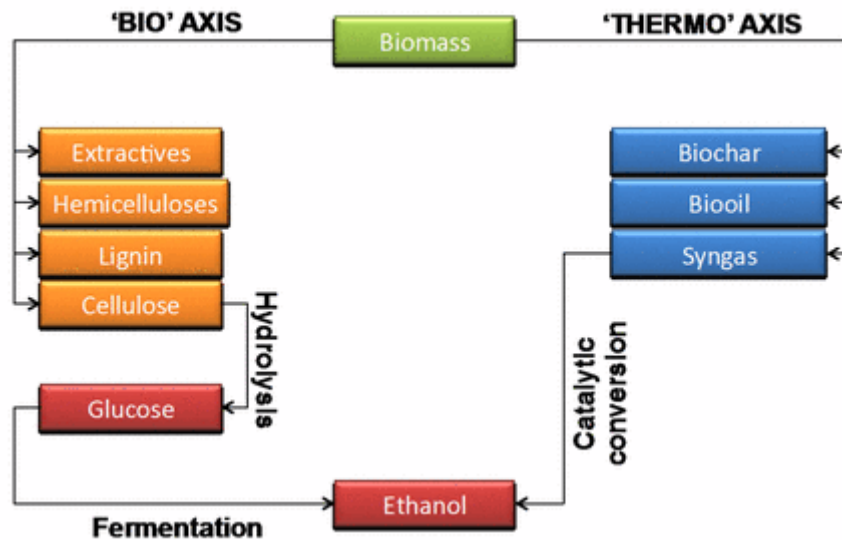 ‘BIO’ AXIS
Biomass
‘THERMO’ AXIS
Extractives
Hemicelluloses
Lignin
Cellulose
Hydrolysis
Glucose
Fermentation
Biochar
Biooil
Syngas
Catalytic
conversion
Ethanol